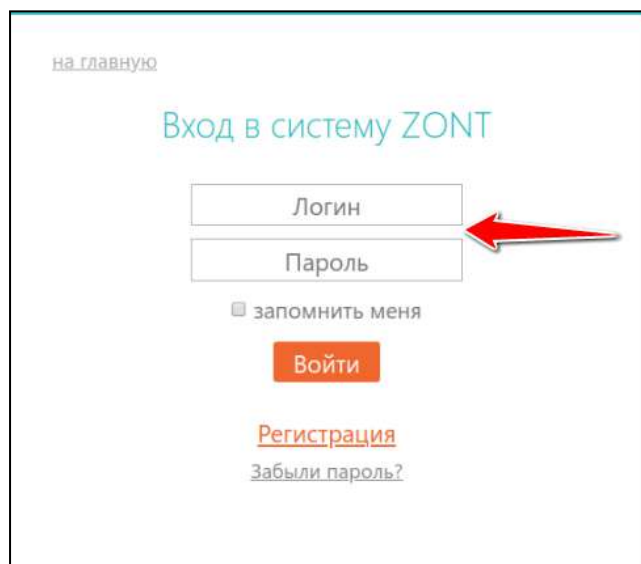 на главную
Вход в систему ZONT
Логин
Пароль
запомнить меня
Войти
Регистрация
Забыли пароль?